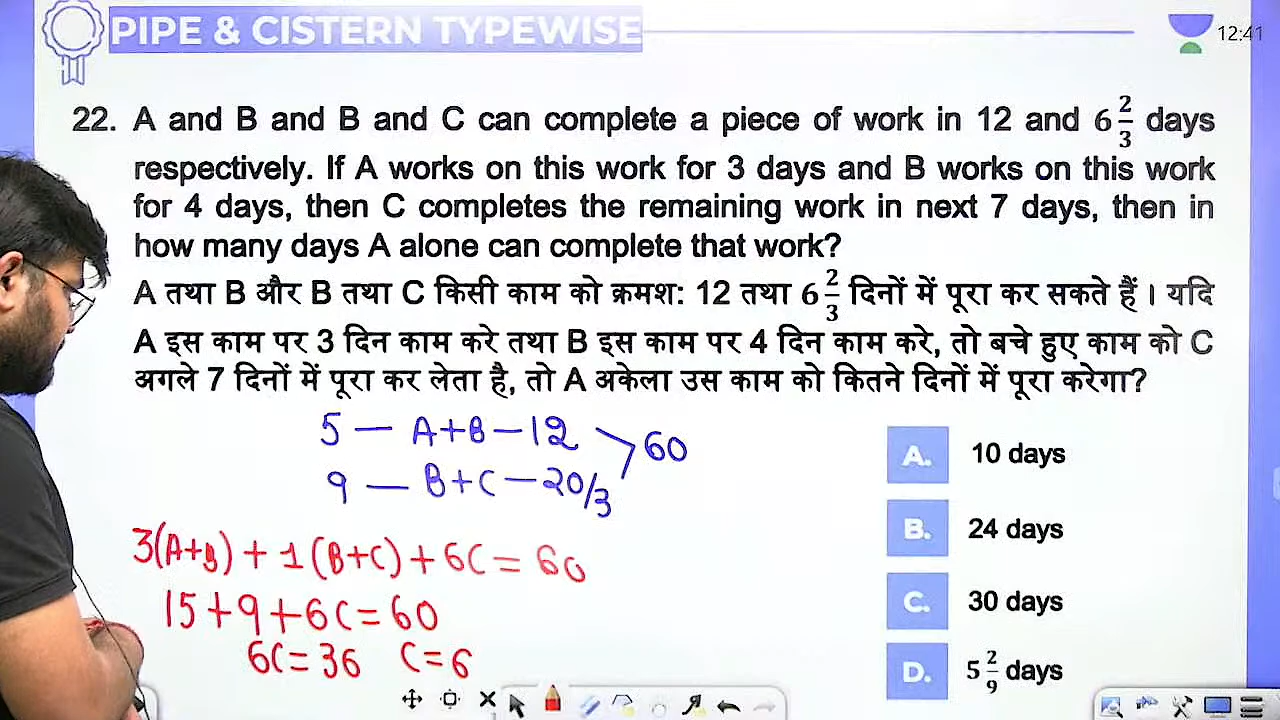 PIPE & CISTERN TYPEWISE
12:41
22. A and B and B and C can complete a piece of work in 12 and 6 2/3 days
respectively. If A works on this work for 3 days and B works on this work
for 4 days, then C completes the remaining work in next 7 days, then in
how many days A alone can complete that work?
A तथा B और B तथा C किसी काम को क्रमश: 12 तथा 6 2/3 दिनों में पूरा कर सकते हैं । यदि
A इस काम पर 3 दिन काम करे तथा B इस काम पर 4 दिन काम करे, तो बचे हुए काम को C
अगले 7 दिनों में पूरा कर लेता है, तो A अकेला उस काम को कितने दिनों में पूरा करेगा?
5 — A+B — 12 > 60
9 — B+C — 20/3
3(A+B) + 1(B+C) + 6C = 60
15 + 9 + 6C = 60
6C = 36 C = 6
A. 10 days
B. 24 days
C. 30 days
D. 5 2/9 days